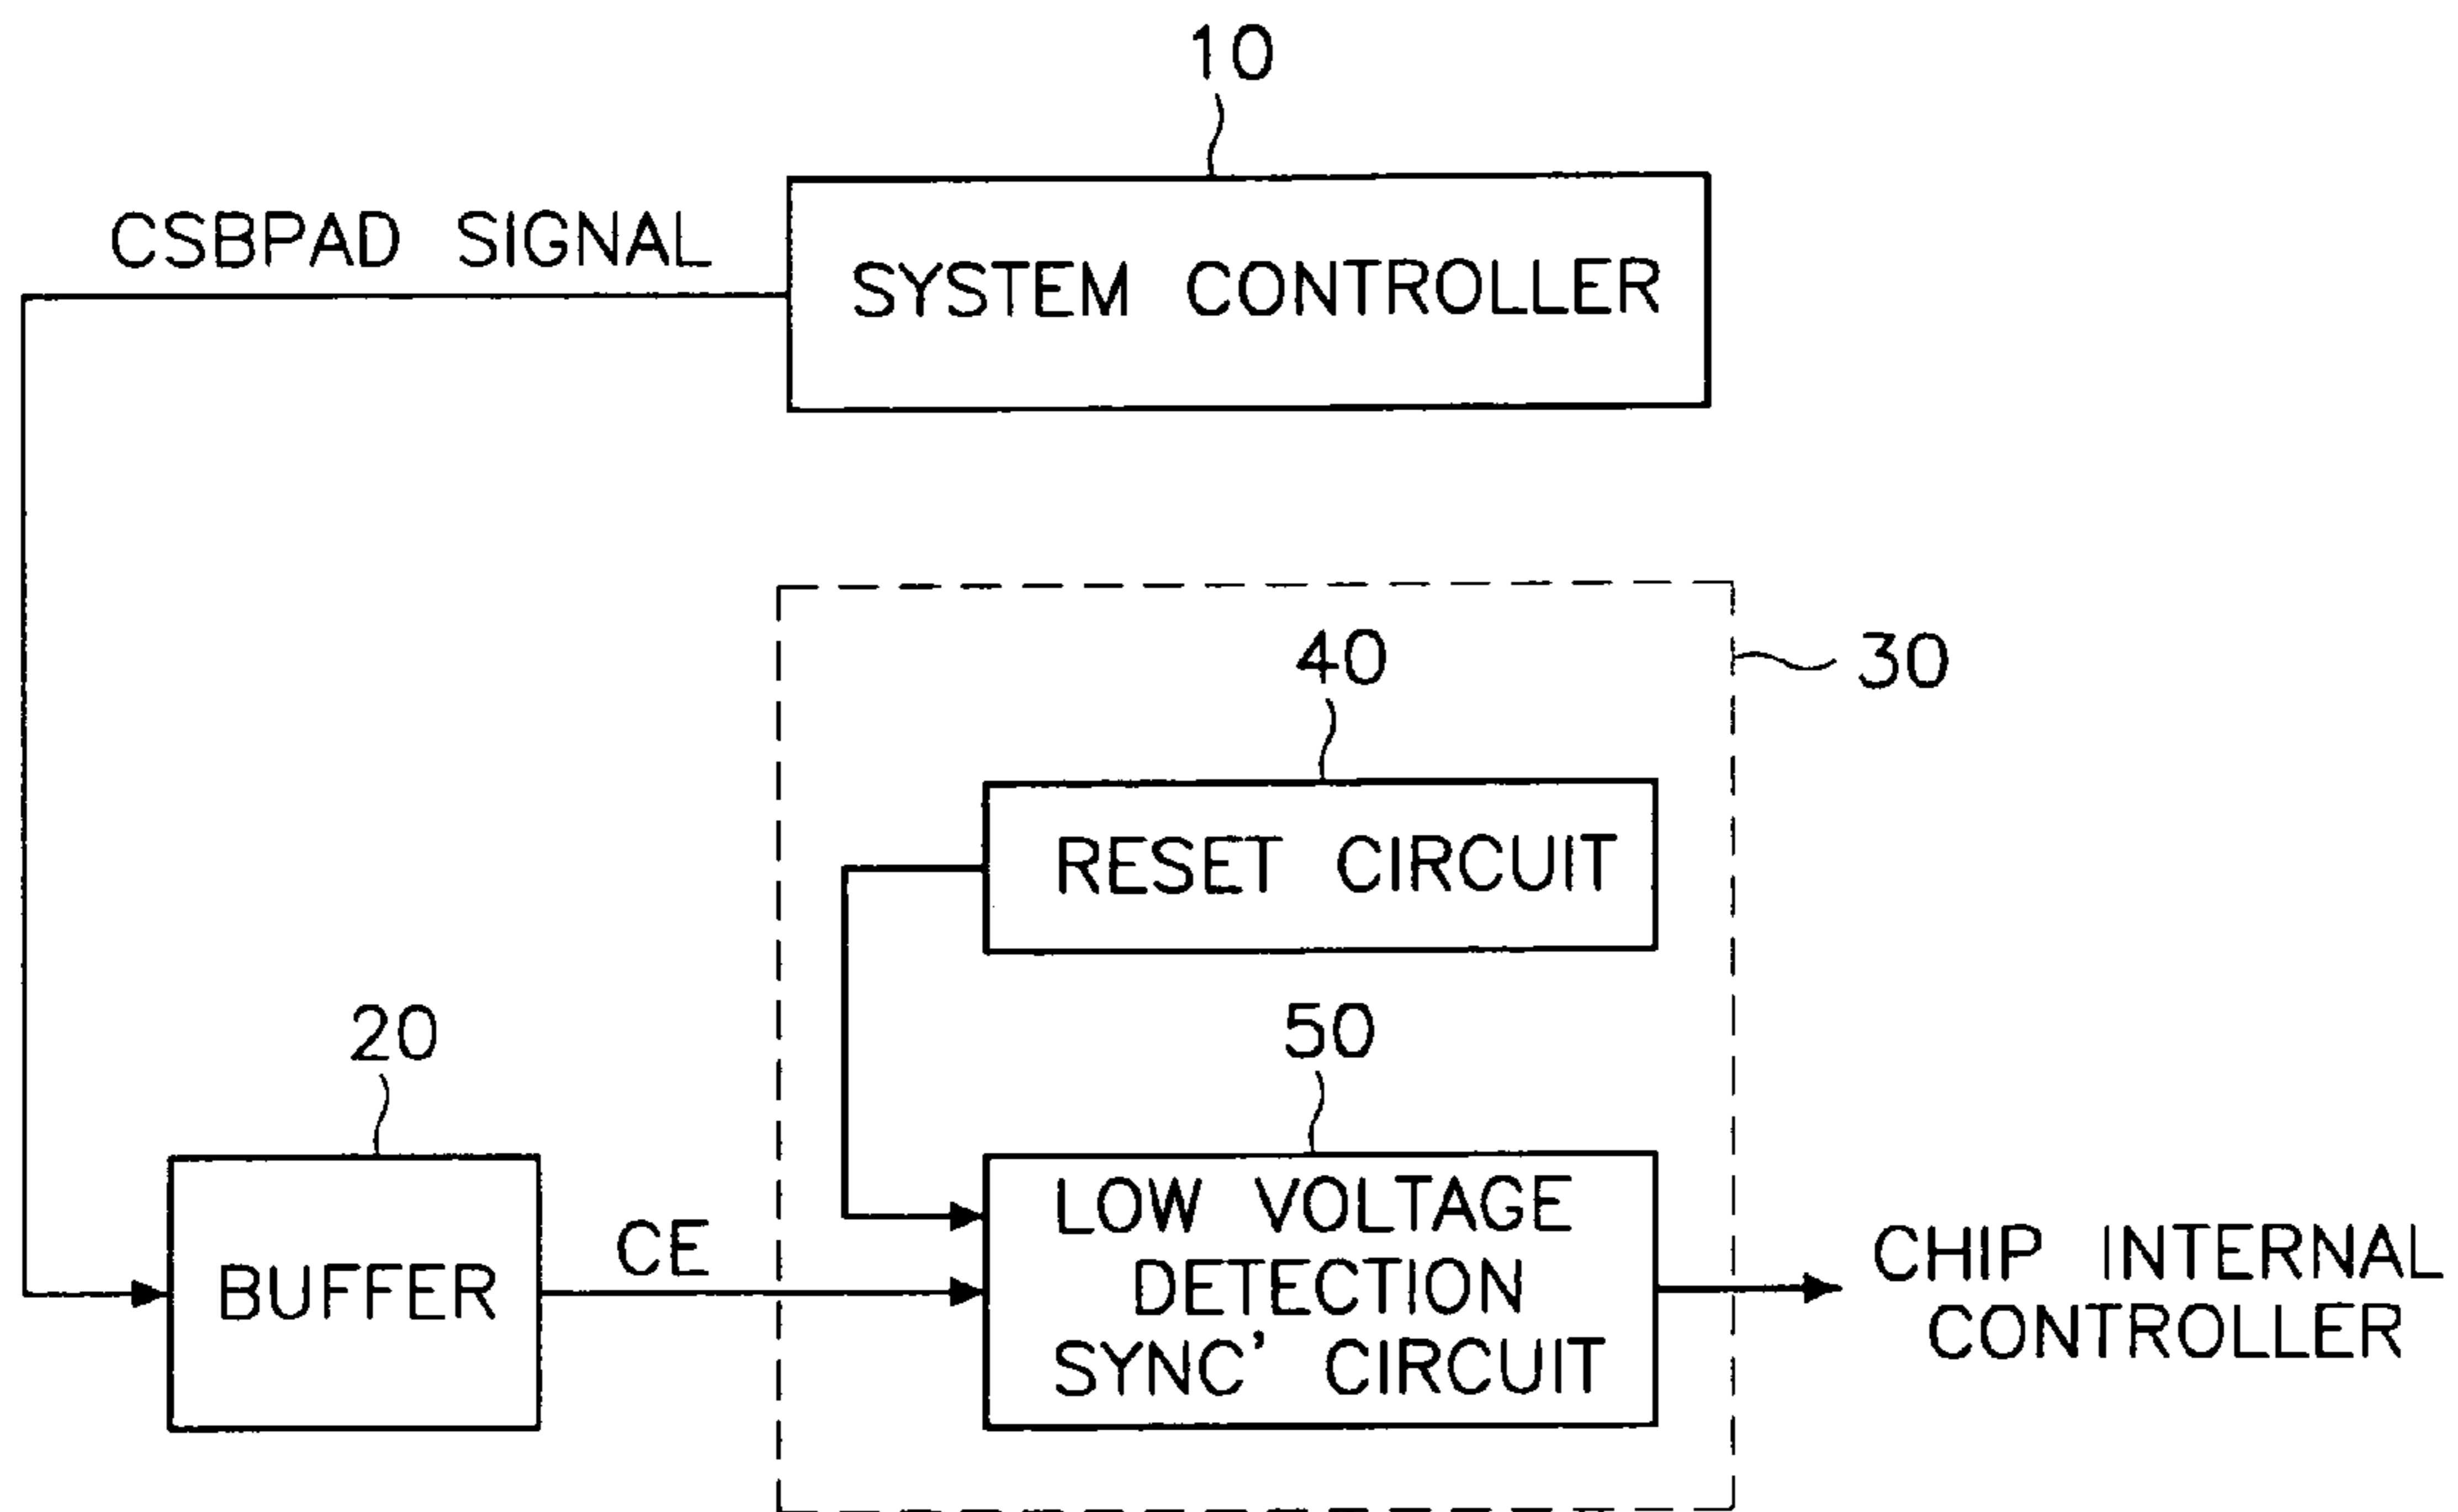 10
CSBPAD SIGNAL
SYSTEM CONTROLLER
30
40
RESET CIRCUIT
20
50
BUFFER
CE
LOW VOLTAGE
DETECTION
SYNC' CIRCUIT
CHIP INTERNAL
CONTROLLER